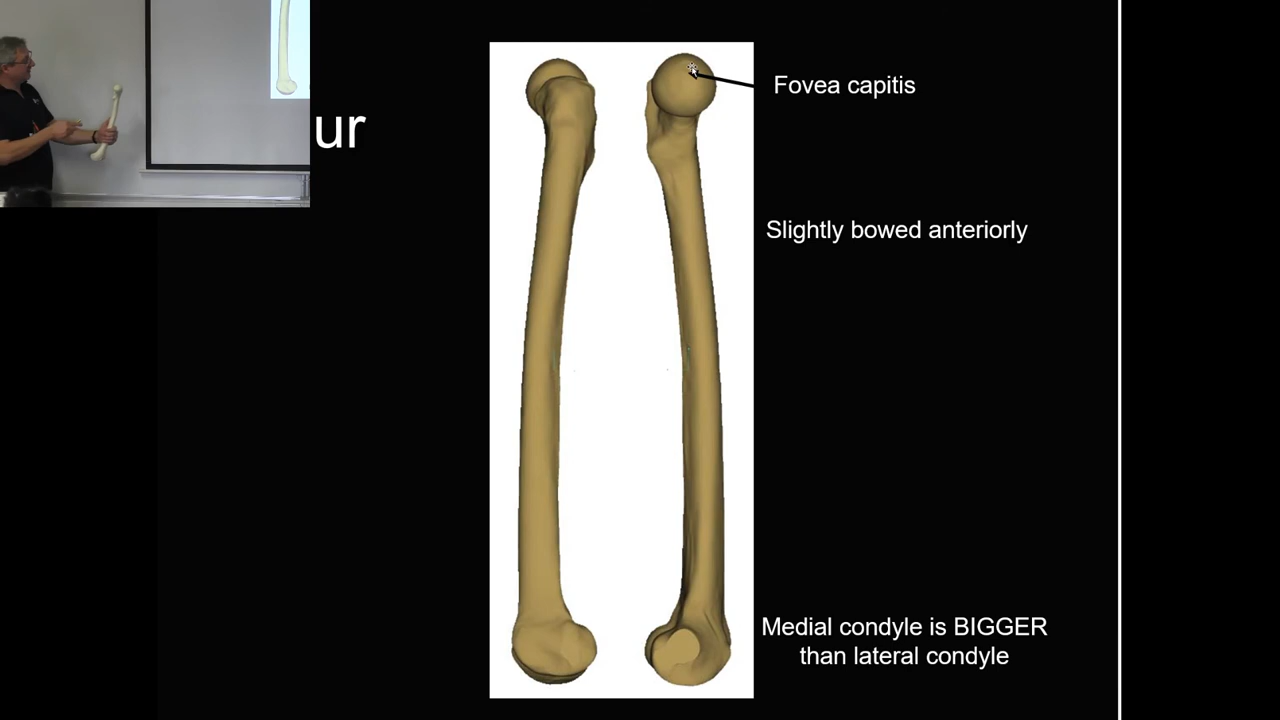 ur
Fovea capitis
Slightly bowed anteriorly
Medial condyle is BIGGER
than lateral condyle